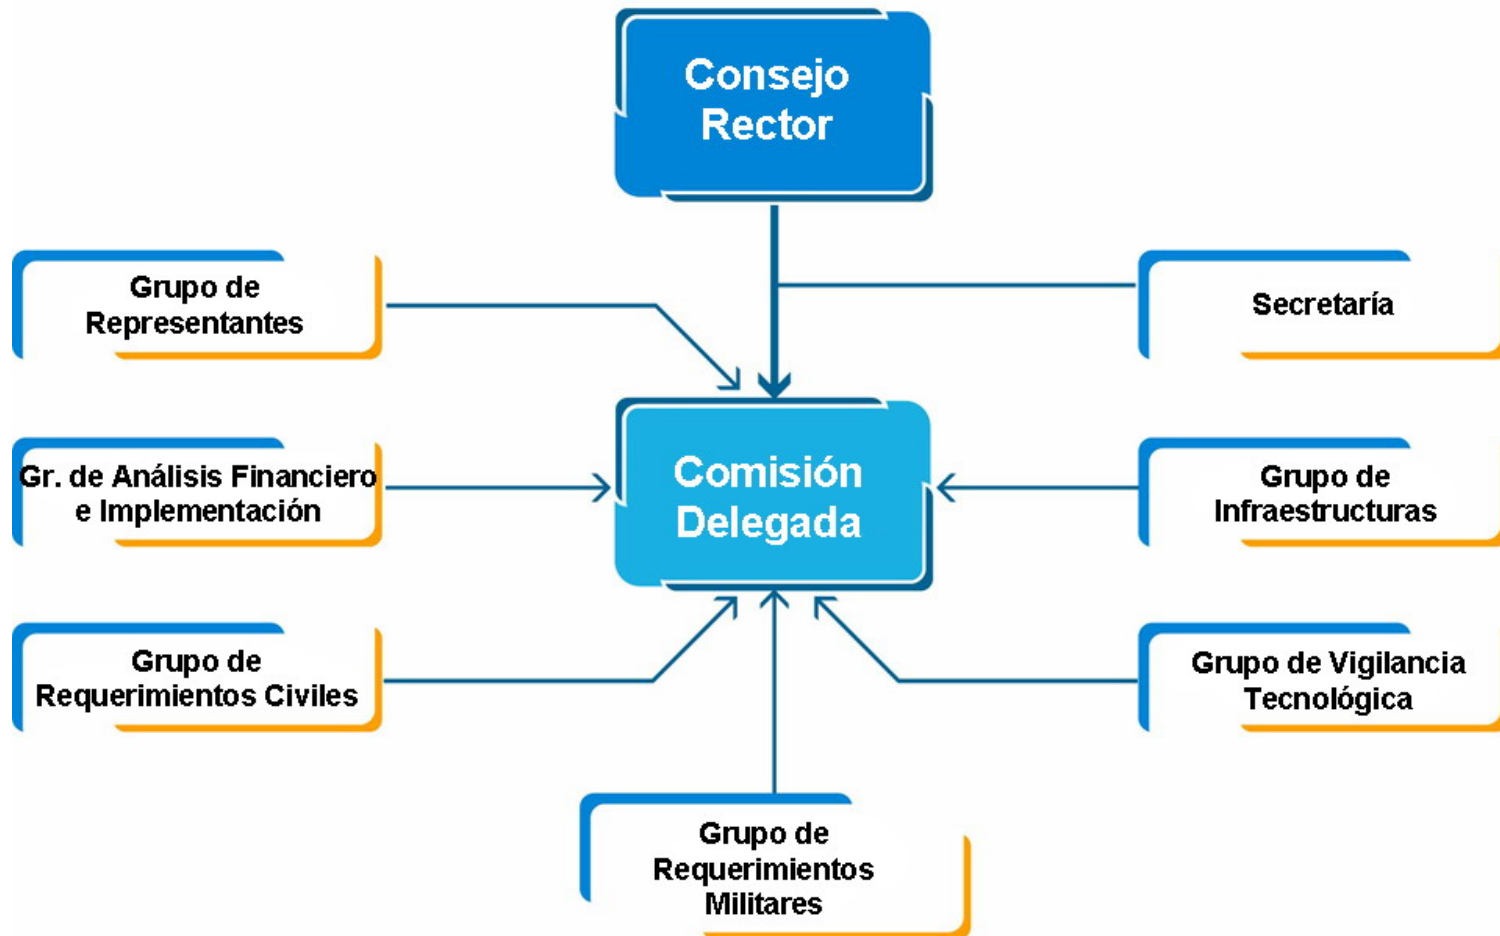 Consejo
Rector
Grupo de
Representantes
Secretaría
Gr. de Análisis Financiero
e Implementación
Comisión
Delegada
Grupo de
Infraestructuras
Grupo de
Requerimientos Civiles
Grupo de Vigilancia
Tecnológica
Grupo de
Requerimientos
Militares